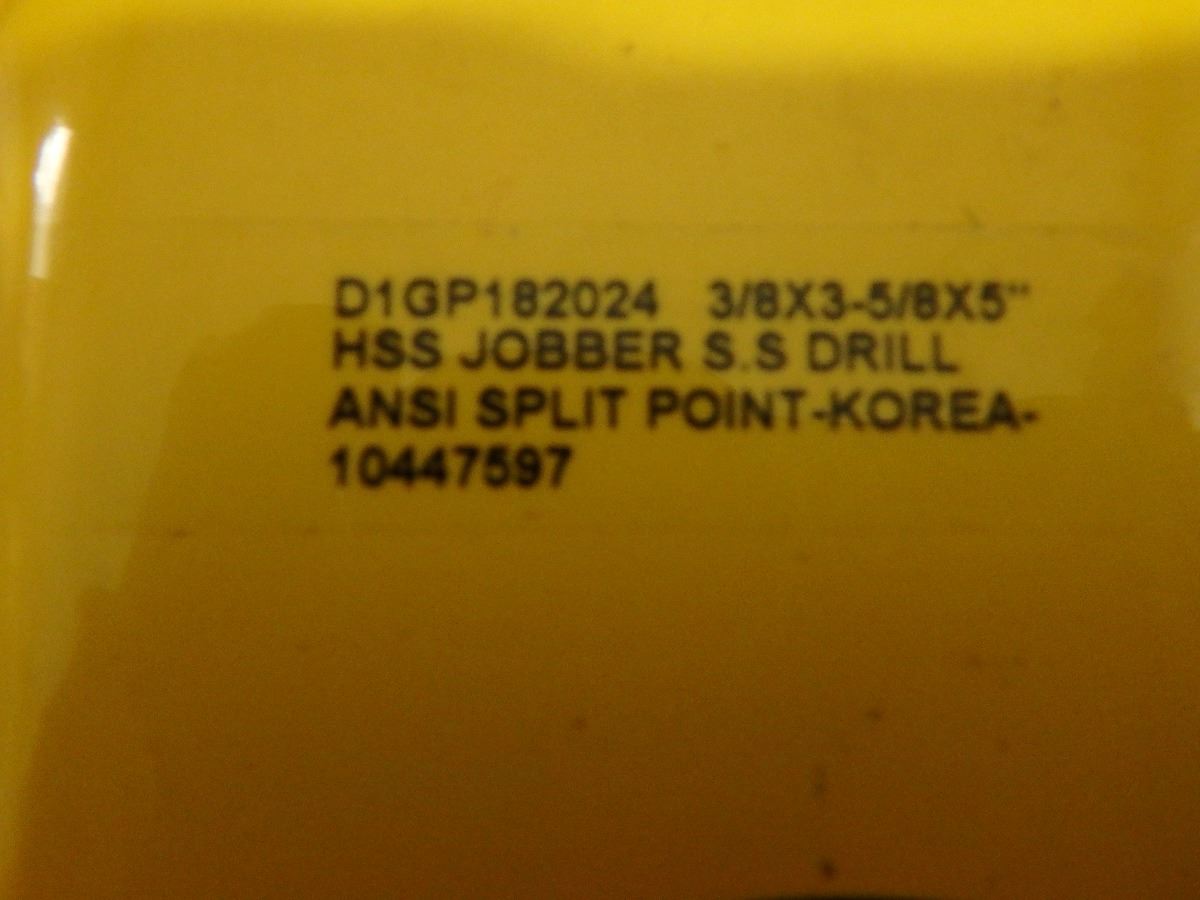 D1GP182024 3/8X3-5/8X5"
HSS JOBBER S.S DRILL
ANSI SPLIT POINT-KOREA-
10447597